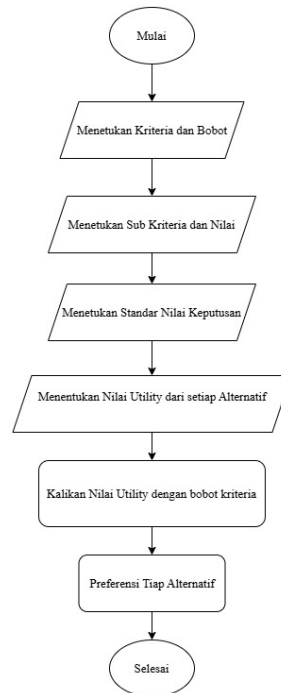 Mulai
Menetukan Kriteria dan Bobot
Menetukan Sub Kriteria dan Nilai
Menetukan Standar Nilai Keputusan
Menentukan Nilai Utility dari setiap Alternatif
Kalikan Nilai Utility dengan bobot kriteria
Preferensi Tiap Alternatif
Selesai